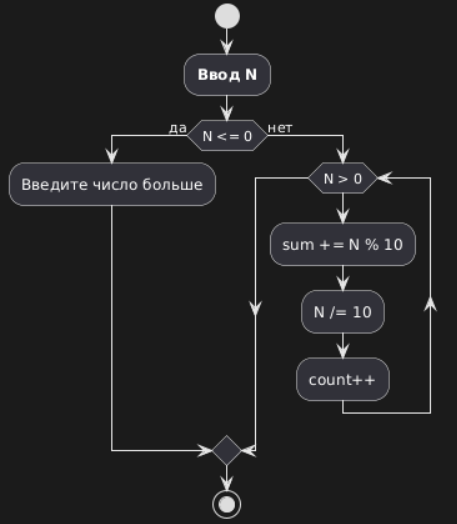 Ввод N
да
N <= 0
нет
Введите число больше
N > 0
sum += N % 10
N /= 10
count++